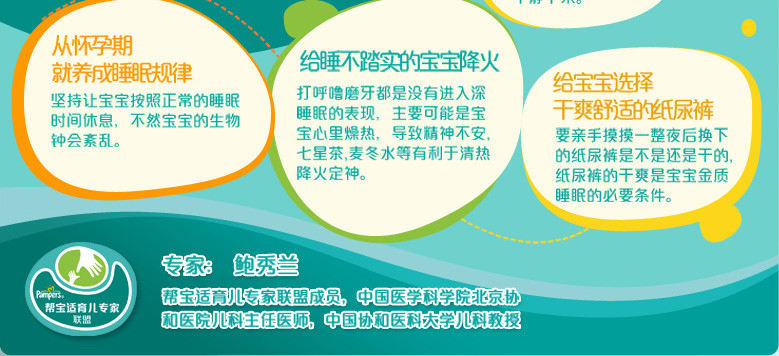 从怀孕期
就养成睡眠规律
坚持让宝宝按照正常的睡眠
时间休息，不然宝宝的生物
钟会紊乱。
给睡不踏实的宝宝降火
打呼噜磨牙都是没有进入深
睡眠的表现，主要可能是宝
宝心里燥热，导致精神不安,
七星茶,麦冬水等有利于清热
降火定神。
给宝宝选择
干爽舒适的纸尿裤
要亲手摸摸一整夜后换下
的纸尿裤是不是还是干的,
纸尿裤的干爽是宝宝金质
睡眠的必要条件。
Pampers
帮宝适育儿专家
联盟
专家： 鲍秀兰
帮宝适育儿专家联盟成员，中国医学科学院北京协
和医院儿科主任医师，中国协和医科大学儿科教授